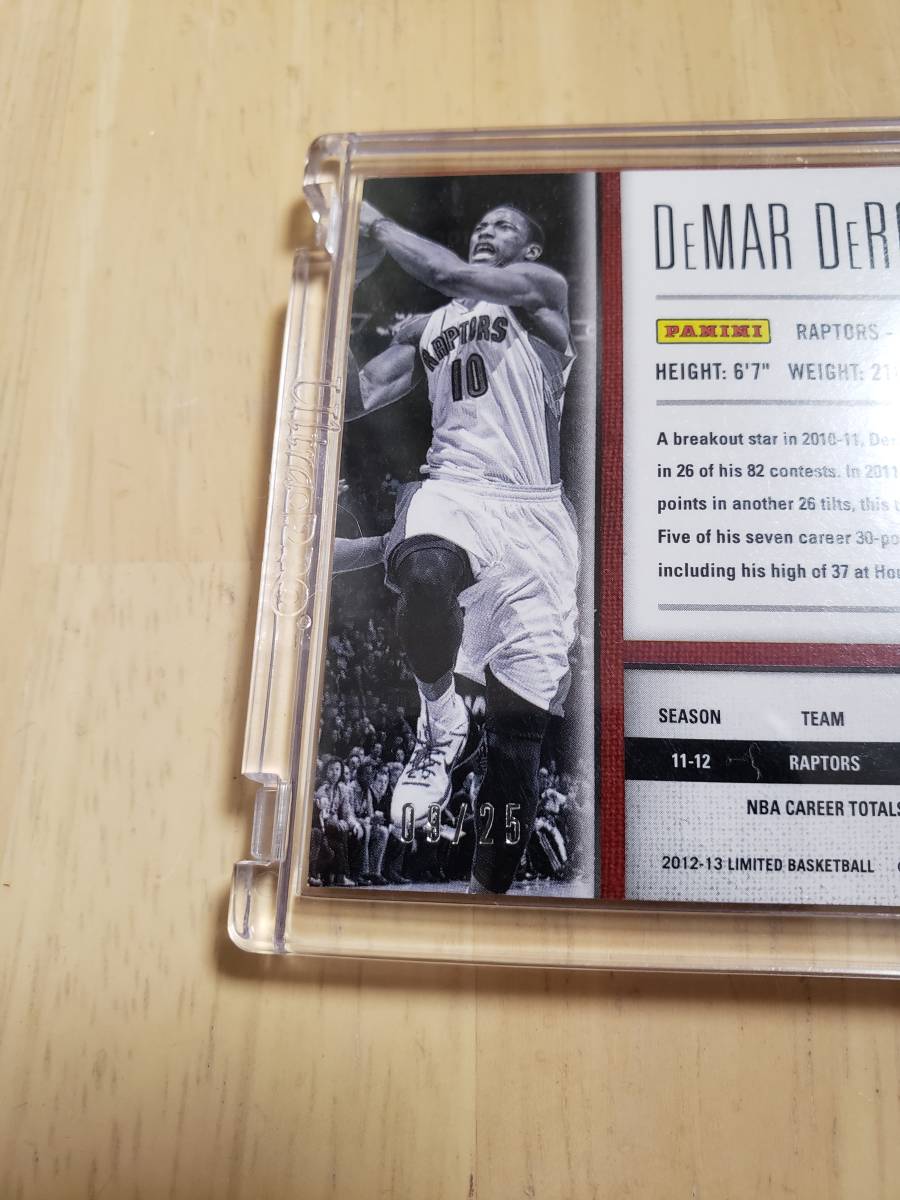 DEMAR DER
PANINI RAPTORS -
HEIGHT: 6'7" WEIGHT: 21
A breakout star in 2010-11, De
in 26 of his 82 contests. In 2011
points in another 26 tilts, this
Five of his seven career 30-po
including his high of 37 at Hou
SEASON TEAM
11-12 RAPTORS
NBA CAREER TOTALS
2012-13 LIMITED BASKETBALL
RAPTORS
10
09/25
Ultra PRO